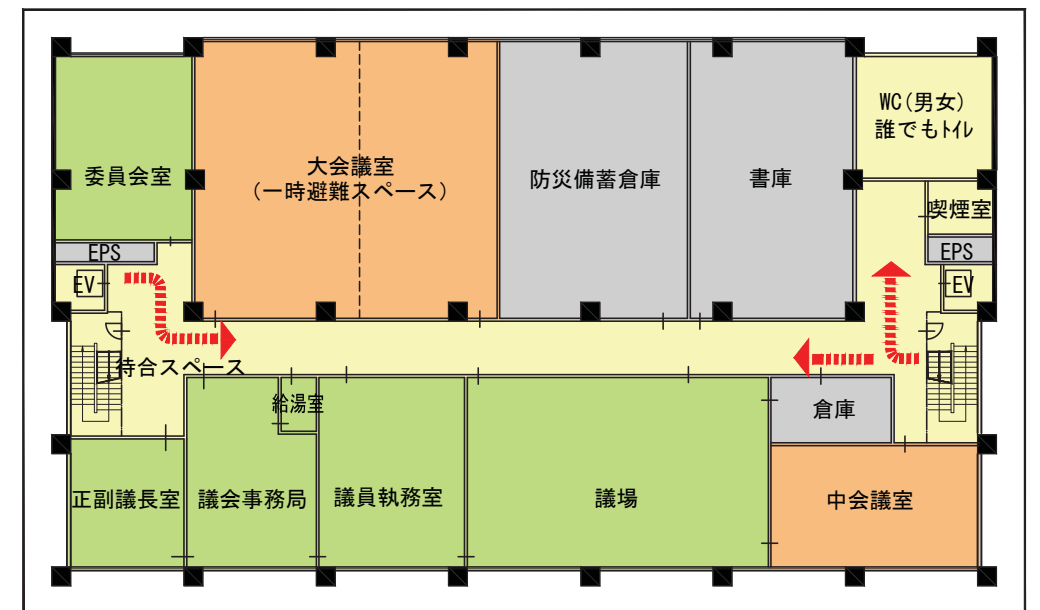 WC(男女)
誰でもﾄｲﾚ
委員会室
大会議室
(一時避難スペース)
防災備蓄倉庫
書庫
喫煙室
EPS
EPS
EV
EV
待合スペース
給湯室
倉庫
正副議長室
議会事務局
議員執務室
議場
中会議室